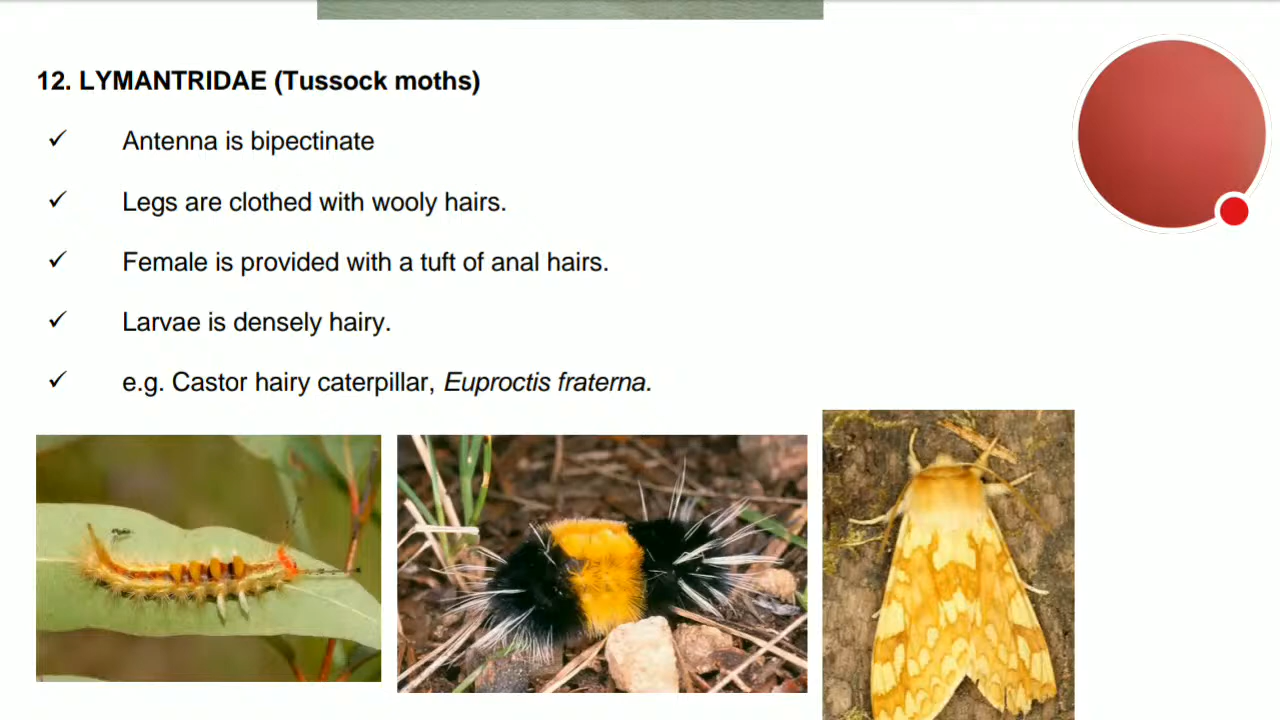 12. LYMANTRIDAE (Tussock moths)
✓ Antenna is bipectinate
✓ Legs are clothed with wooly hairs.
✓ Female is provided with a tuft of anal hairs.
✓ Larvae is densely hairy.
✓ e.g. Castor hairy caterpillar, Euproctis fraterna.